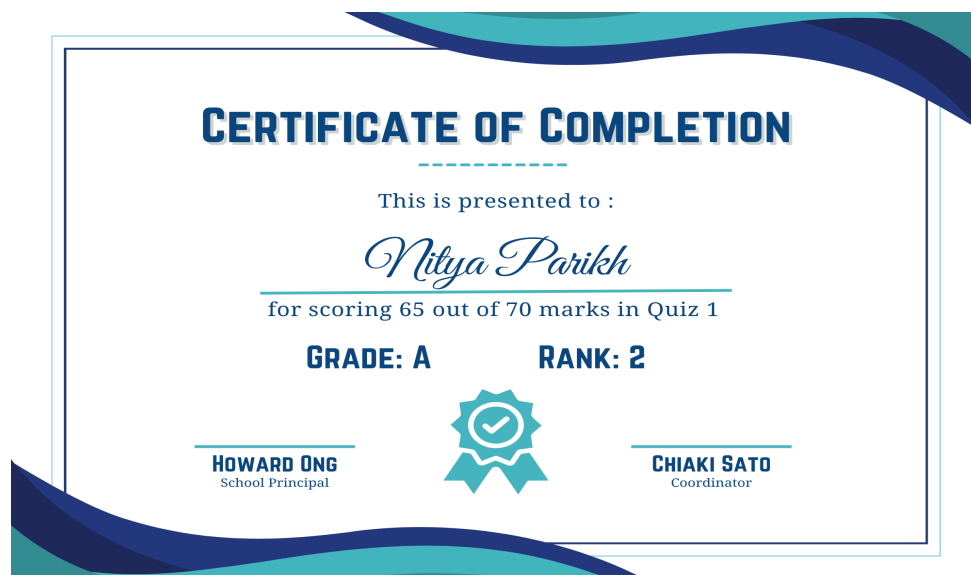 Certificate of Completion
This is presented to :
Nitya Parikh
for scoring 65 out of 70 marks in Quiz 1
Grade: A Rank: 2
Howard Ong Chiaki Sato
School Principal Coordinator